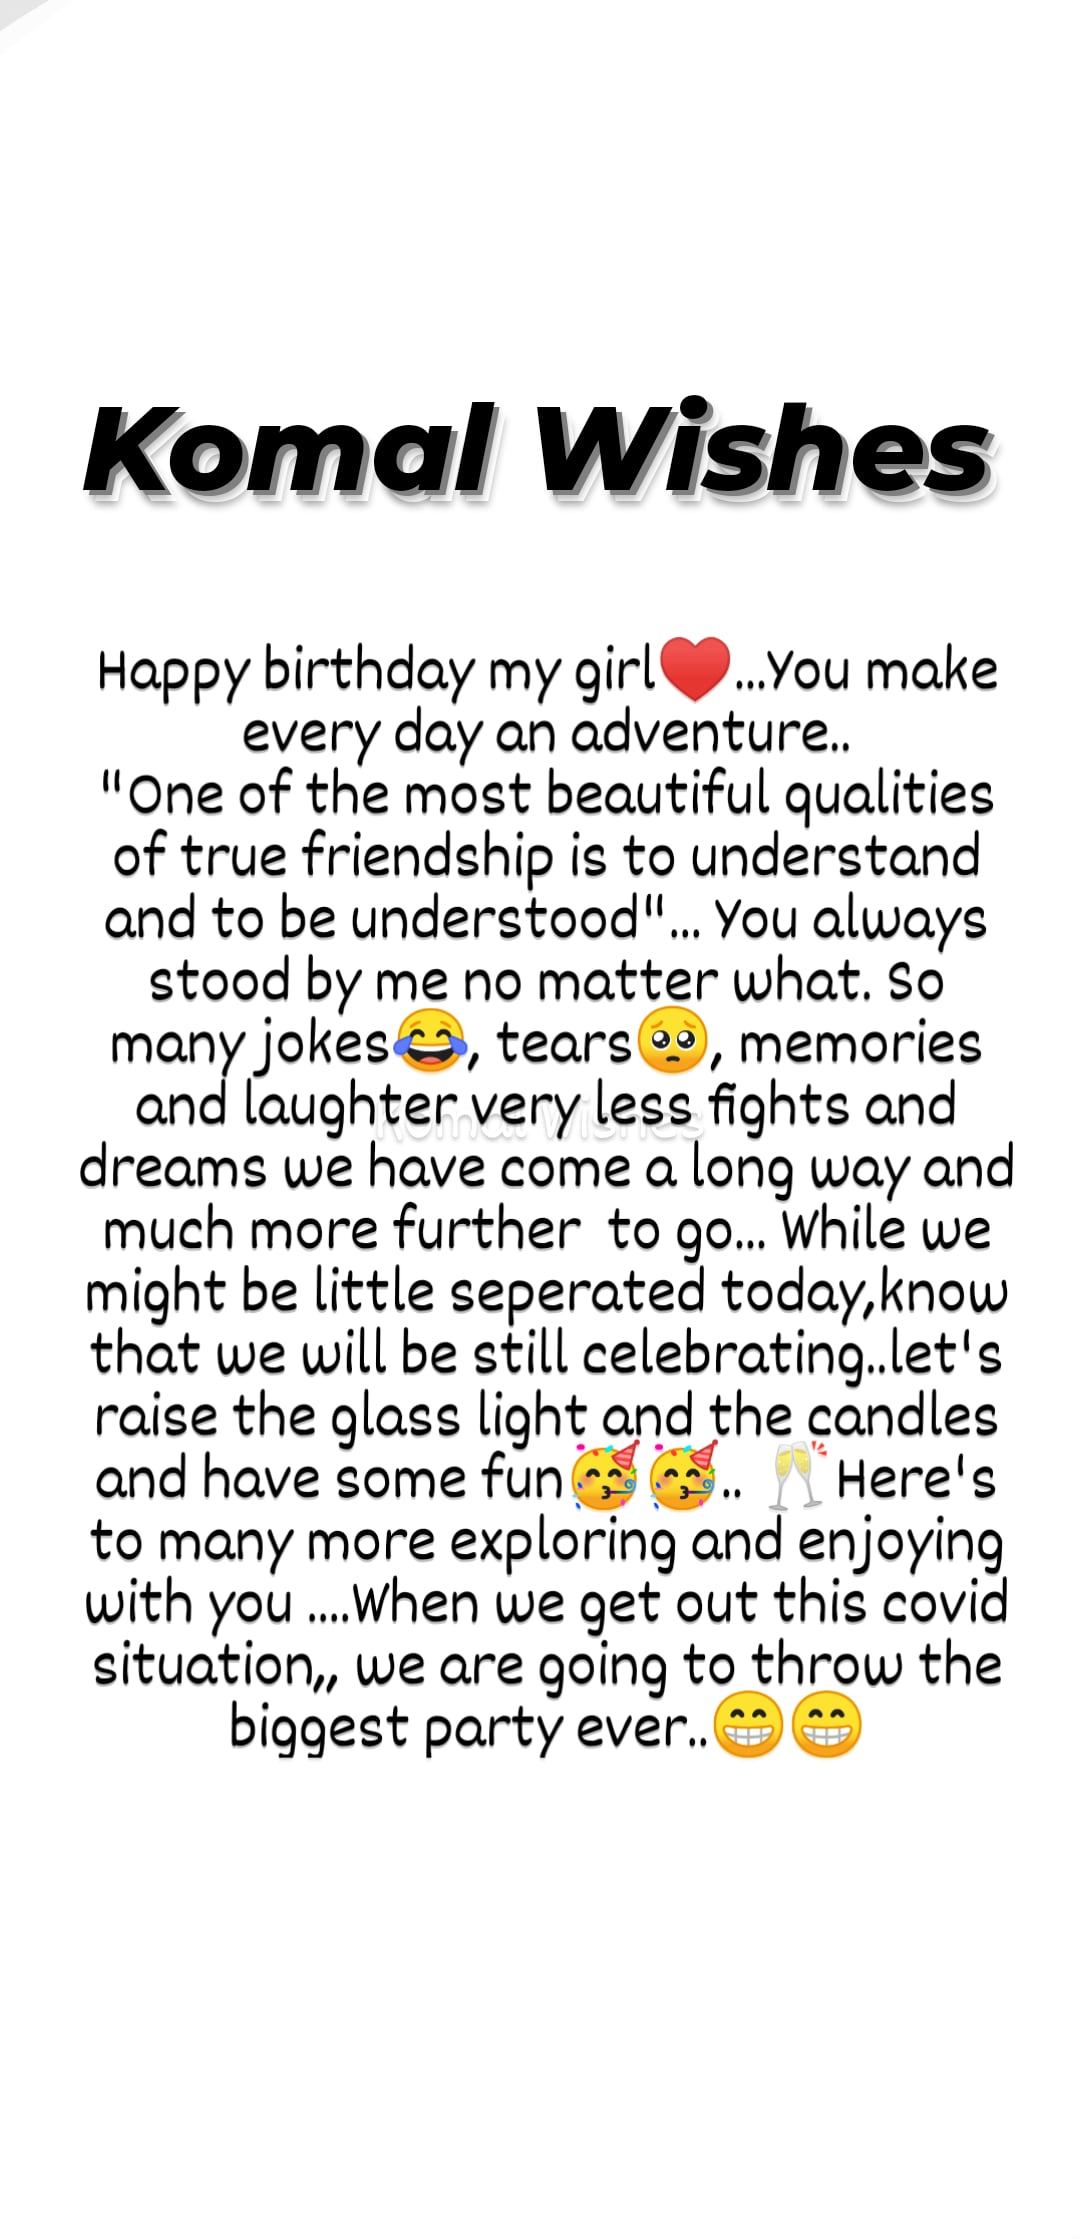 Komal Wishes
Happy birthday my girl❤️...You make
every day an adventure..
"One of the most beautiful qualities
of true friendship is to understand
and to be understood"... You always
stood by me no matter what. So
many jokes😂, tears🥺, memories
and laughter very less fights and
Komal Wishes
dreams we have come a long way and
much more further  to go... While we
might be little seperated today,know
that we will be still celebrating..let's
raise the glass light and the candles
and have some fun🥳🥳.. 🥂 Here's
to many more exploring and enjoying
with you ....When we get out this covid
situation,, we are going to throw the
biggest party ever..😁😁